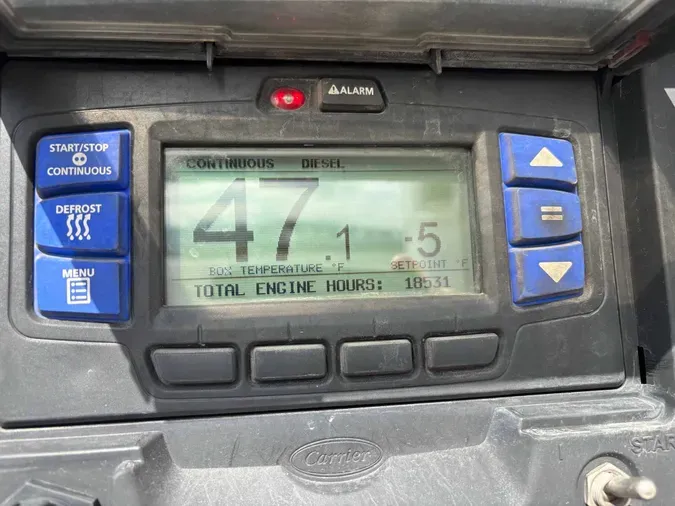 ALARM
START/STOP
CONTINUOUS
DEFROST
MENU
CONTINUOUS DIESEL
47.1 -5
BOX TEMPERATURE °F SETPOINT °F
TOTAL ENGINE HOURS: 18531
Carrier
STAR